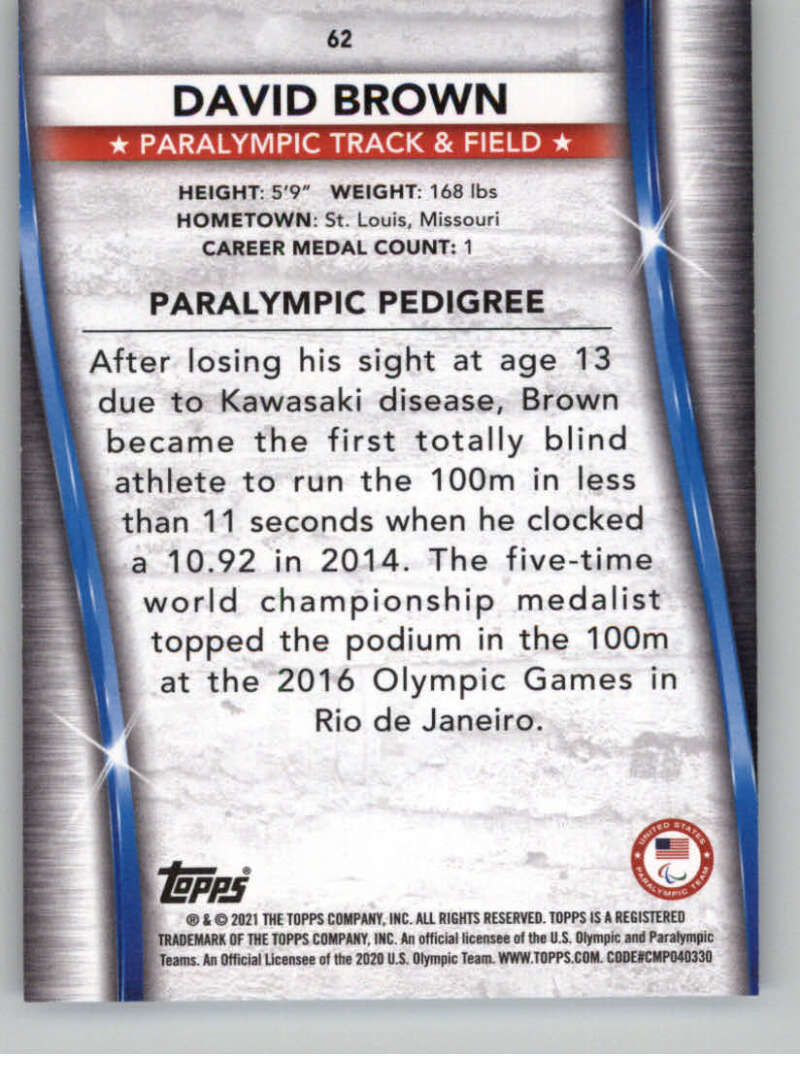 62
DAVID BROWN
★ PARALYMPIC TRACK & FIELD ★
HEIGHT: 5'9" WEIGHT: 168 lbs
HOMETOWN: St. Louis, Missouri
CAREER MEDAL COUNT: 1
PARALYMPIC PEDIGREE
After losing his sight at age 13
due to Kawasaki disease, Brown
became the first totally blind
athlete to run the 100m in less
than 11 seconds when he clocked
a 10.92 in 2014. The five-time
world championship medalist
topped the podium in the 100m
at the 2016 Olympic Games in
Rio de Janeiro.
UNITED STATES
PARALYMPIC TEAM
Topps®
® & © 2021 THE TOPPS COMPANY, INC. ALL RIGHTS RESERVED. TOPPS IS A REGISTERED
TRADEMARK OF THE TOPPS COMPANY, INC. An official licensee of the U.S. Olympic and Paralympic
Teams. An Official Licensee of the 2020 U.S. Olympic Team. WWW.TOPPS.COM. CODE#CMP040330